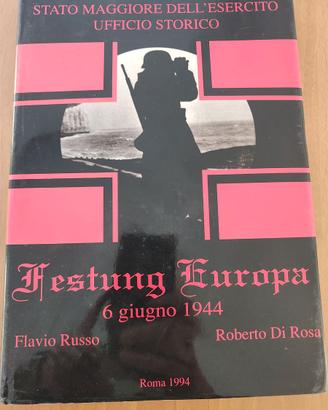 STATO MAGGIORE DELL'ESERCITO
UFFICIO STORICO
Festung Europa
6 giugno 1944
Flavio Russo
Roberto Di Rosa
Roma 1994